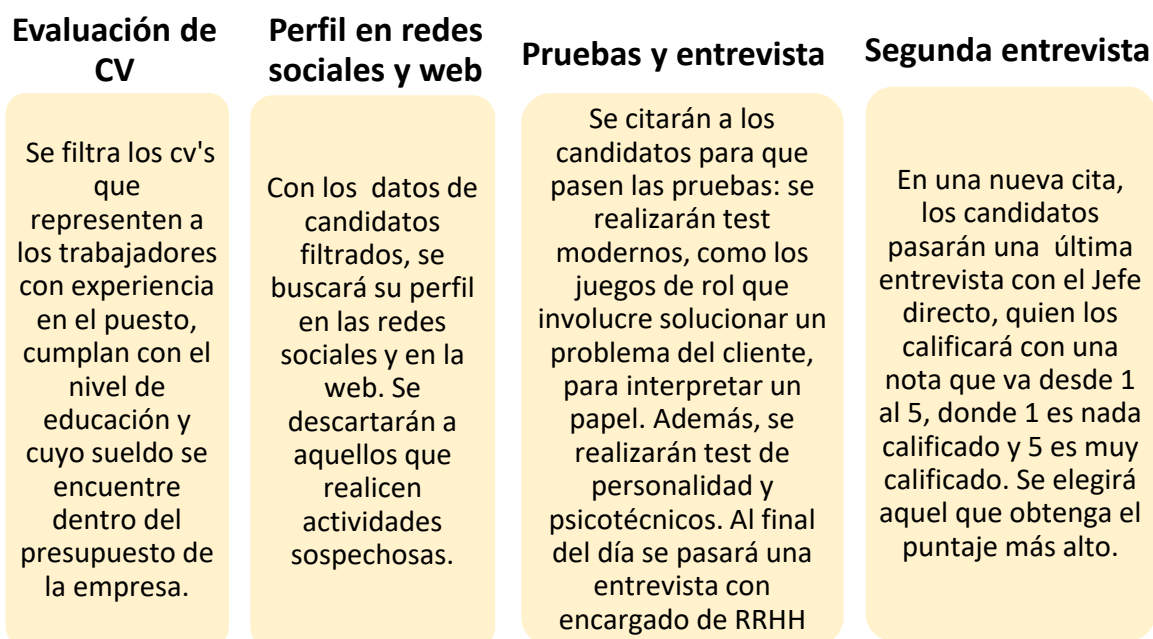 Evaluación de
CV
Se filtra los cv's
que
representen a
los trabajadores
con experiencia
en el puesto,
cumplan con el
nivel de
educación y
cuyo sueldo se
encuentre
dentro del
presupuesto de
la empresa.
Perfil en redes
sociales y web
Con los  datos de
candidatos
filtrados, se
buscará su perfil
en las redes
sociales y en la
web. Se
descartarán a
aquellos que
realicen
actividades
sospechosas.
Pruebas y entrevista
Se citarán a los
candidatos para que
pasen las pruebas: se
realizarán test
modernos, como los
juegos de rol que
involucre solucionar un
problema del cliente,
para interpretar un
papel. Además, se
realizarán test de
personalidad y
psicotécnicos. Al final
del día se pasará una
entrevista con
encargado de RRHH
Segunda entrevista
En una nueva cita,
los candidatos
pasarán una  última
entrevista con el Jefe
directo, quien los
calificará con una
nota que va desde 1
al 5, donde 1 es nada
calificado y 5 es muy
calificado. Se elegirá
aquel que obtenga el
puntaje más alto.